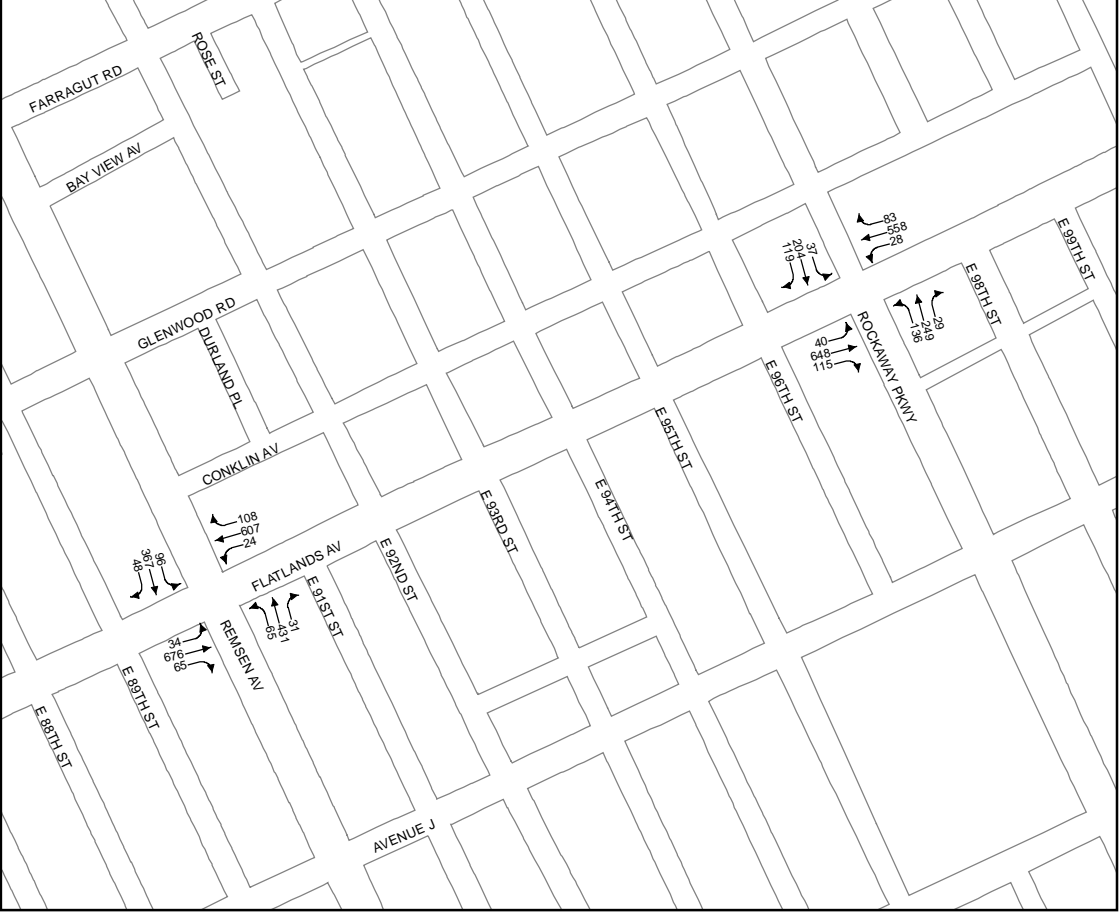 ROSE ST
FARRAGUT RD
BAY VIEW AV
83
558
28
37
204
119
E 99TH ST
E 98TH ST
GLENWOOD RD
DURLAND PL
136
249
29
40
648
115
ROCKAWAY PKWY
E 96TH ST
E 95TH ST
CONKLIN AV
E 94TH ST
E 93RD ST
108
607
24
48
367
96
FLATLANDS AV
E 92ND ST
E 91ST ST
65
431
31
34
676
65
REMSEN AV
E 89TH ST
E 88TH ST
AVENUE J